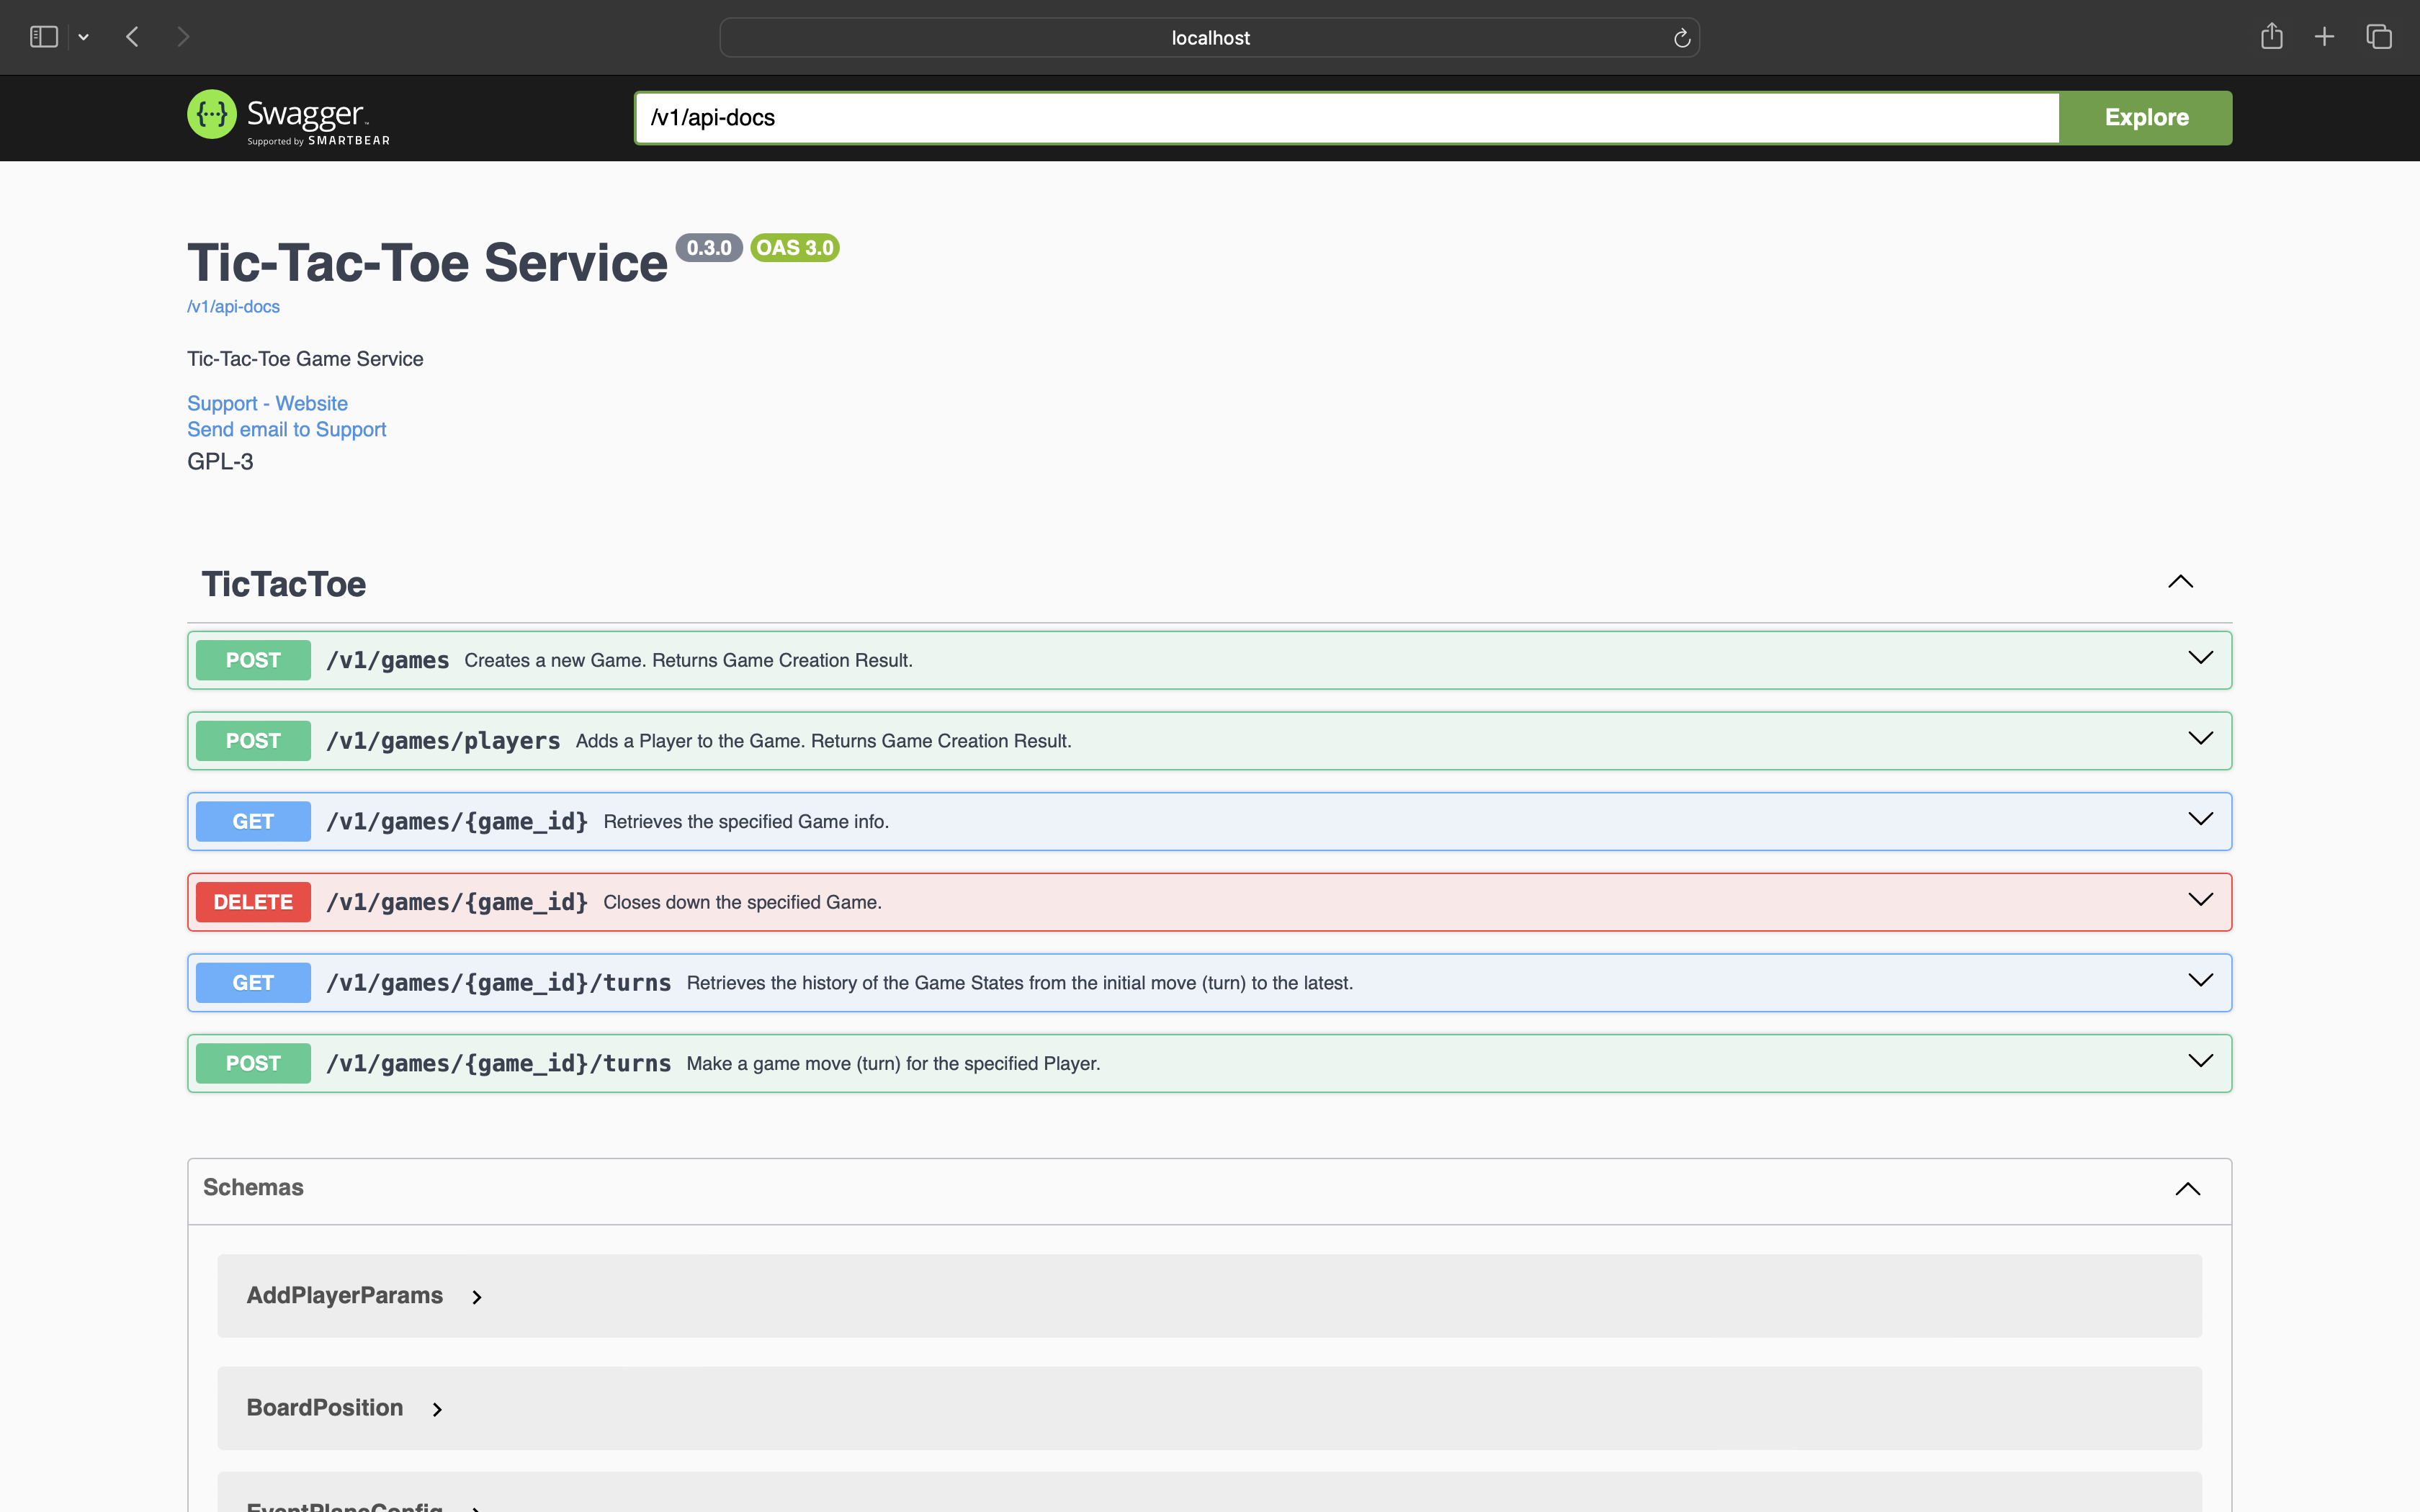 localhost
Swagger™
Supported by SMARTBEAR
/v1/api-docs
Explore
Tic-Tac-Toe Service 0.3.0 OAS 3.0
/v1/api-docs
Tic-Tac-Toe Game Service
Support - Website
Send email to Support
GPL-3
TicTacToe
POST /v1/games Creates a new Game. Returns Game Creation Result.
POST /v1/games/players Adds a Player to the Game. Returns Game Creation Result.
GET /v1/games/{game_id} Retrieves the specified Game info.
DELETE /v1/games/{game_id} Closes down the specified Game.
GET /v1/games/{game_id}/turns Retrieves the history of the Game States from the initial move (turn) to the latest.
POST /v1/games/{game_id}/turns Make a game move (turn) for the specified Player.
Schemas
AddPlayerParams
BoardPosition
EventPlaneConfig